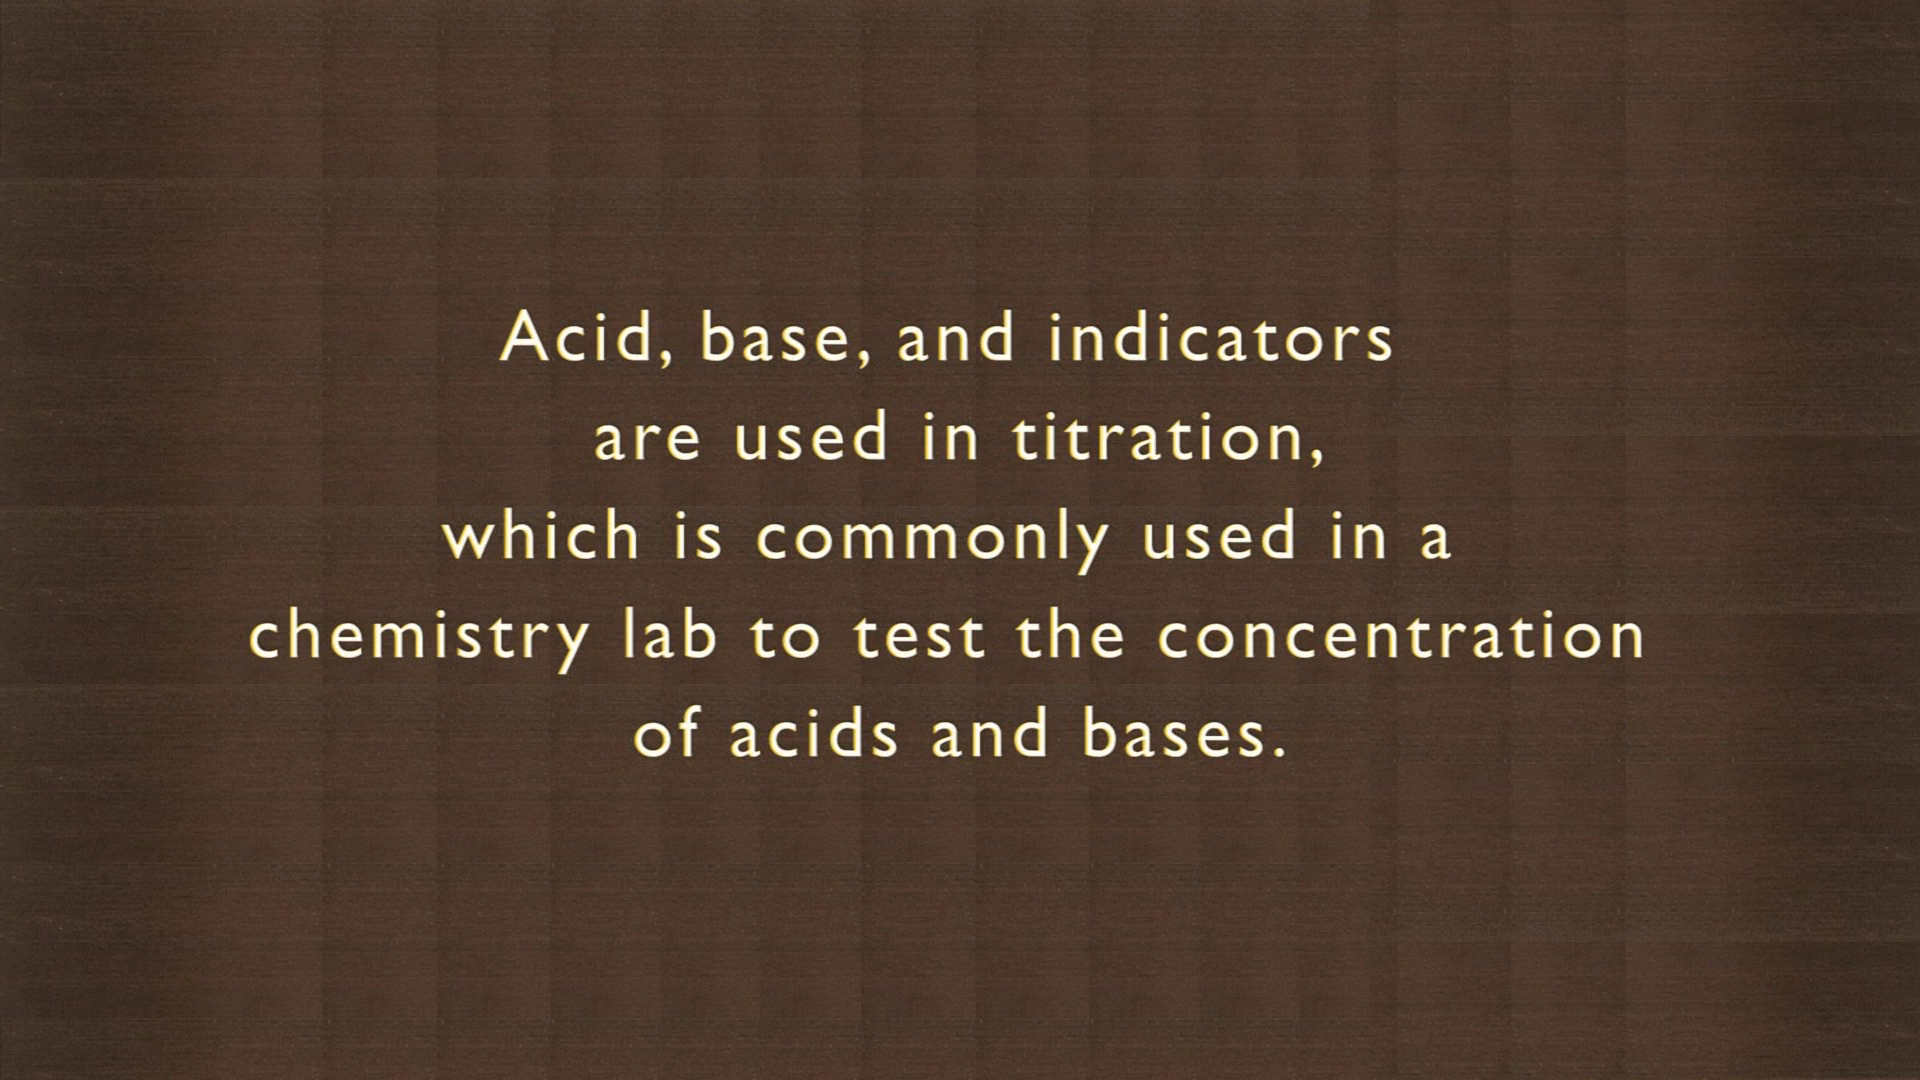 Acid, base, and indicators
are used in titration,
which is commonly used in a
chemistry lab to test the concentration
of acids and bases.